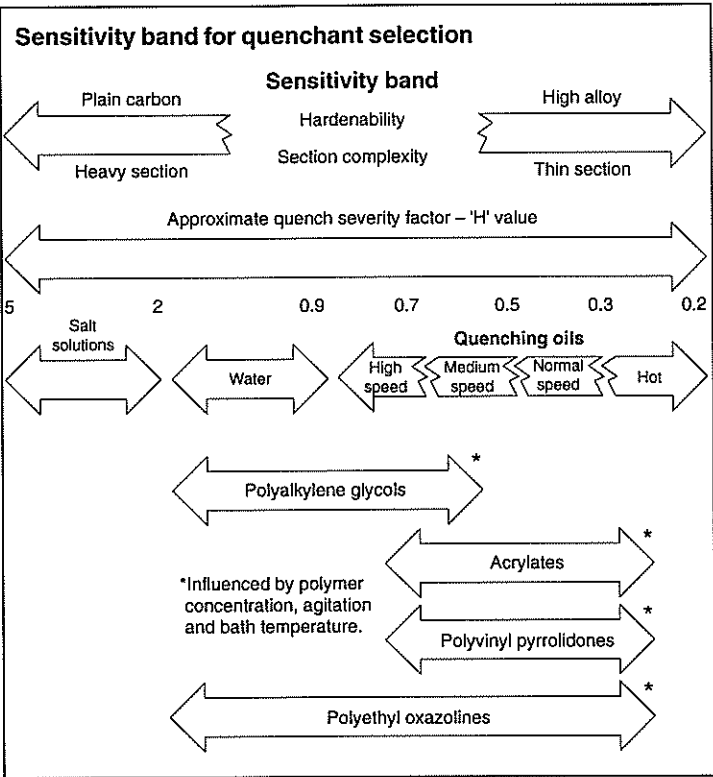 Sensitivity band for quenchant selection
Sensitivity band
Plain carbon
High alloy
Hardenability
Section complexity
Heavy section
Thin section
Approximate quench severity factor – 'H' value
5 2 0.9 0.7 0.5 0.3 0.2
Salt
solutions
Quenching oils
Water
High
speed
Medium
speed
Normal
speed
Hot
*
Polyalkylene glycols
*
Acrylates
*Influenced by polymer
concentration, agitation
and bath temperature.
*
Polyvinyl pyrrolidones
*
Polyethyl oxazolines